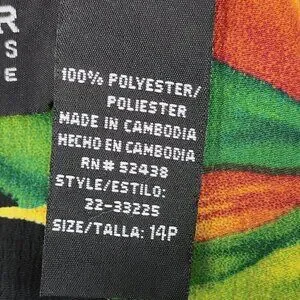 R
S
E
100% POLYESTER/
POLIESTER
MADE IN CAMBODIA
HECHO EN CAMBODIA
RN# 52438
STYLE/ESTILO:
22-33225
SIZE/TALLA: 14P